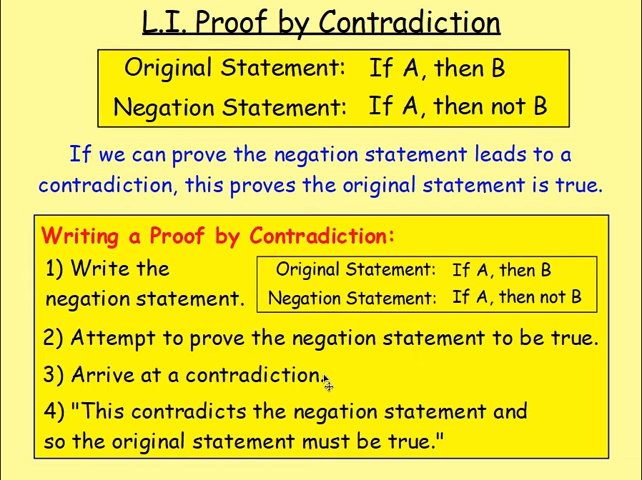 L.I. Proof by Contradiction
Original Statement: If A, then B
Negation Statement: If A, then not B
If we can prove the negation statement leads to a
contradiction, this proves the original statement is true.
Writing a Proof by Contradiction:
1) Write the
negation statement.
Original Statement: If A, then B
Negation Statement: If A, then not B
2) Attempt to prove the negation statement to be true.
3) Arrive at a contradiction.
4) "This contradicts the negation statement and
so the original statement must be true."